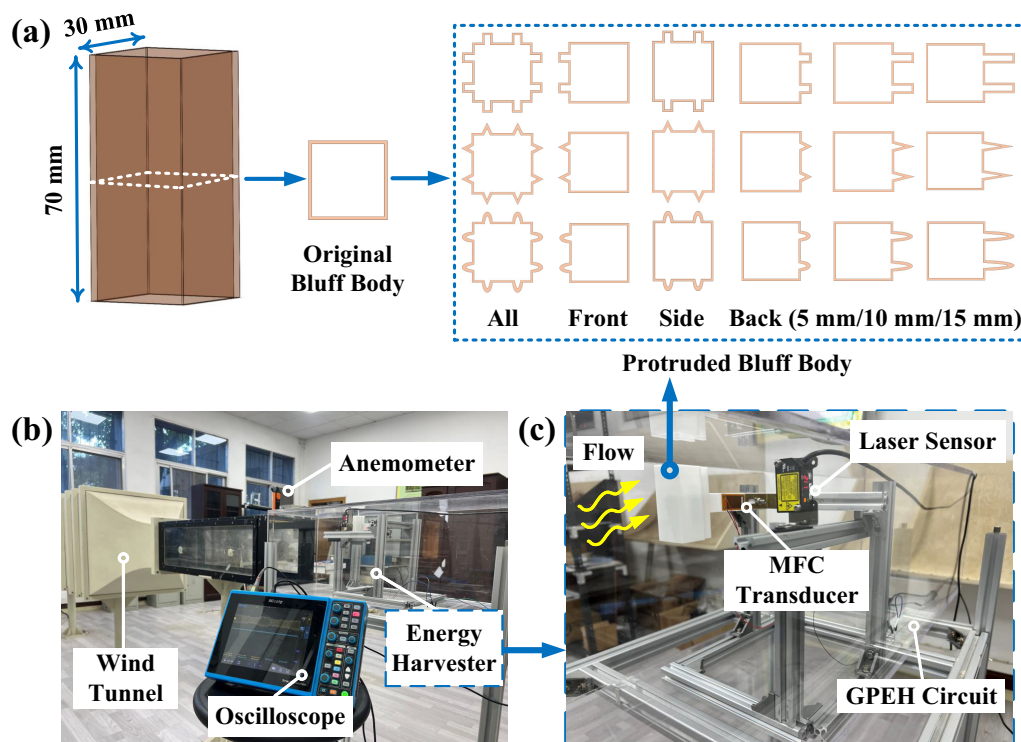 (a)
30 mm
70 mm
Original
Bluff Body
All Front Side Back (5 mm/10 mm/15 mm)
Protruded Bluff Body
(b)
Anemometer
Wind
Tunnel
Oscilloscope
Energy
Harvester
(c)
Flow
Laser Sensor
MFC
Transducer
GPEH Circuit